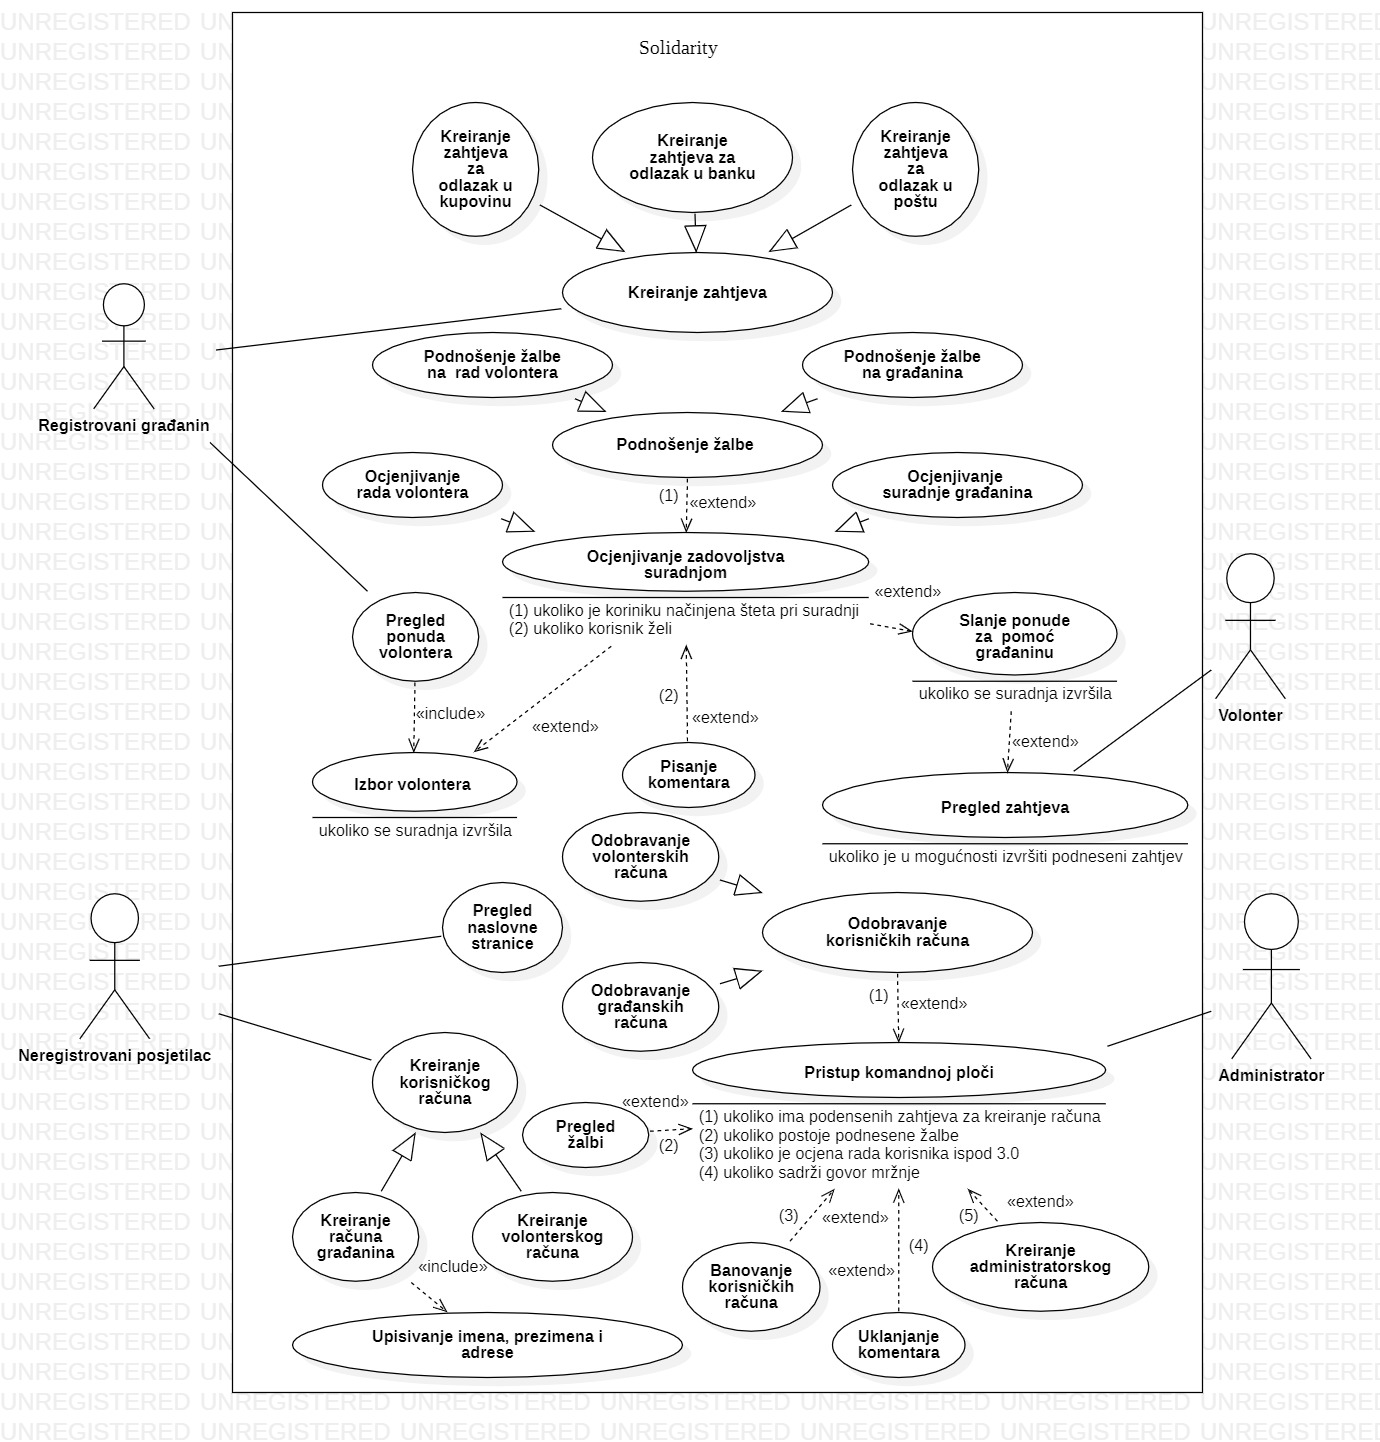 Solidarity
Kreiranje
zahtjeva
za
odlazak u
kupovinu
Kreiranje
zahtjeva za
odlazak u banku
Kreiranje
zahtjeva
za
odlazak u
poštu
Kreiranje zahtjeva
Registrovani građanin
Podnošenje žalbe
na  rad volontera
Podnošenje žalbe
na građanina
Podnošenje žalbe
Ocjenjivanje
rada volontera
(1)
«extend»
Ocjenjivanje
suradnje građanina
Ocjenjivanje zadovoljstva
suradnjom
(1) ukoliko je koriniku načinjena šteta pri suradnji
(2) ukoliko korisnik želi
«extend»
Pregled
ponuda
volontera
Slanje ponude
za  pomoć
građaninu
ukoliko se suradnja izvršila
Volonter
«include»
«extend»
(2)
«extend»
«extend»
Izbor volontera
ukoliko se suradnja izvršila
Pisanje
komentara
Pregled zahtjeva
ukoliko je u mogućnosti izvršiti podneseni zahtjev
Odobravanje
volonterskih
računa
Pregled
naslovne
stranice
Odobravanje
korisničkih računa
Odobravanje
građanskih
računa
(1)
«extend»
Neregistrovani posjetilac
Administrator
Kreiranje
korisničkog
računa
Pristup komandnoj ploči
(1) ukoliko ima podensenih zahtjeva za kreiranje računa
(2) ukoliko postoje podnesene žalbe
(3) ukoliko je ocjena rada korisnika ispod 3.0
(4) ukoliko sadrži govor mržnje
«extend»
Pregled
žalbi
(2)
Kreiranje
računa
građanina
Kreiranje
volonterskog
računa
(3)
«extend»
(4)
«extend»
(5)
«extend»
«include»
Banovanje
korisničkih
računa
Kreiranje
administratorskog
računa
Upisivanje imena, prezimena i
adrese
Uklanjanje
komentara
UNREGISTERED UNREGISTERED UNREGISTERED UNREGISTERED UNREGISTERED UNREGISTERED UNREGISTERED